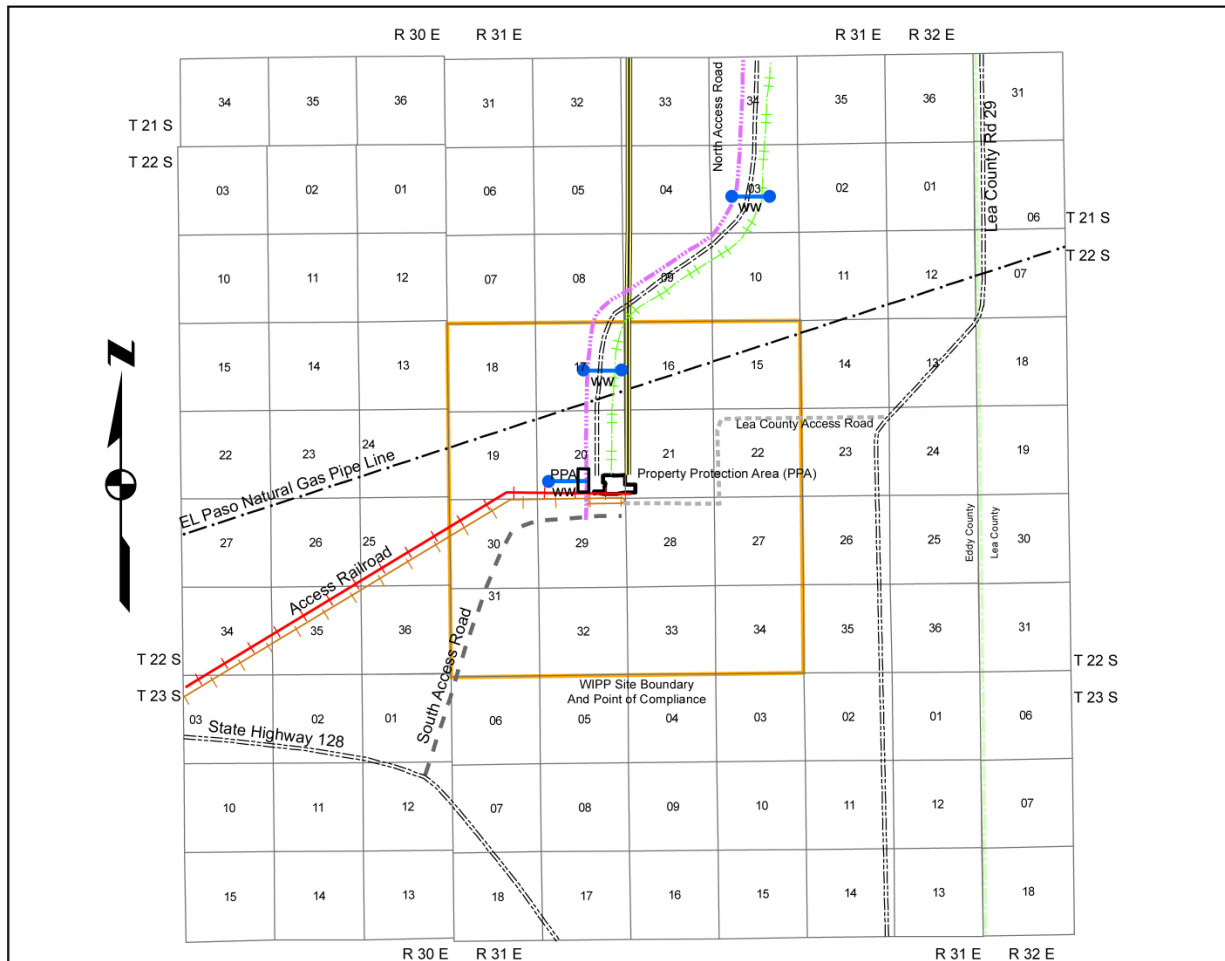 R 30 E R 31 E R 31 E R 32 E
34 35 36 31 32 33 34 35 36 31
T 21 S
T 22 S
North Access Road
Lea County Rd 29
03 02 01 06 05 04 03 02 01 06
WW
T 21 S
T 22 S
10 11 12 07 08 09 10 11 12 07
15 14 13 18 17 16 15 14 13 18
WW
N
Lea County Access Road
22 23 24 19 20 21 22 23 24 19
PPA
Property Protection Area (PPA)
WW
EL Paso Natural Gas Pipe Line
27 26 25 30 29 28 27 26 25 30
Eddy County
Lea County
Access Railroad
34 35 36 31 32 33 34 35 36 31
South Access Road
T 22 S
T 23 S
T 22 S
T 23 S
WIPP Site Boundary
And Point of Compliance
03 02 01 06 05 04 03 02 01 06
State Highway 128
10 11 12 07 08 09 10 11 12 07
15 14 13 18 17 16 15 14 13 18
R 30 E R 31 E R 31 E R 32 E